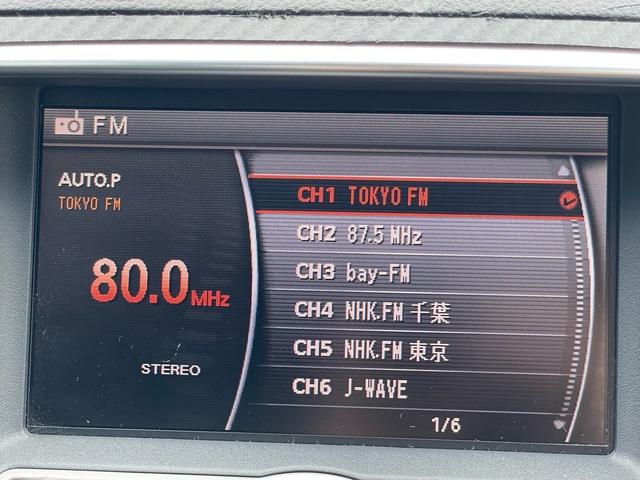 FM
AUTO.P
TOKYO FM
80.0MHz
STEREO
CH1 TOKYO FM
CH2 87.5 MHz
CH3 bay-FM
CH4 NHK.FM 千葉
CH5 NHK.FM 東京
CH6 J-WAVE
1/6